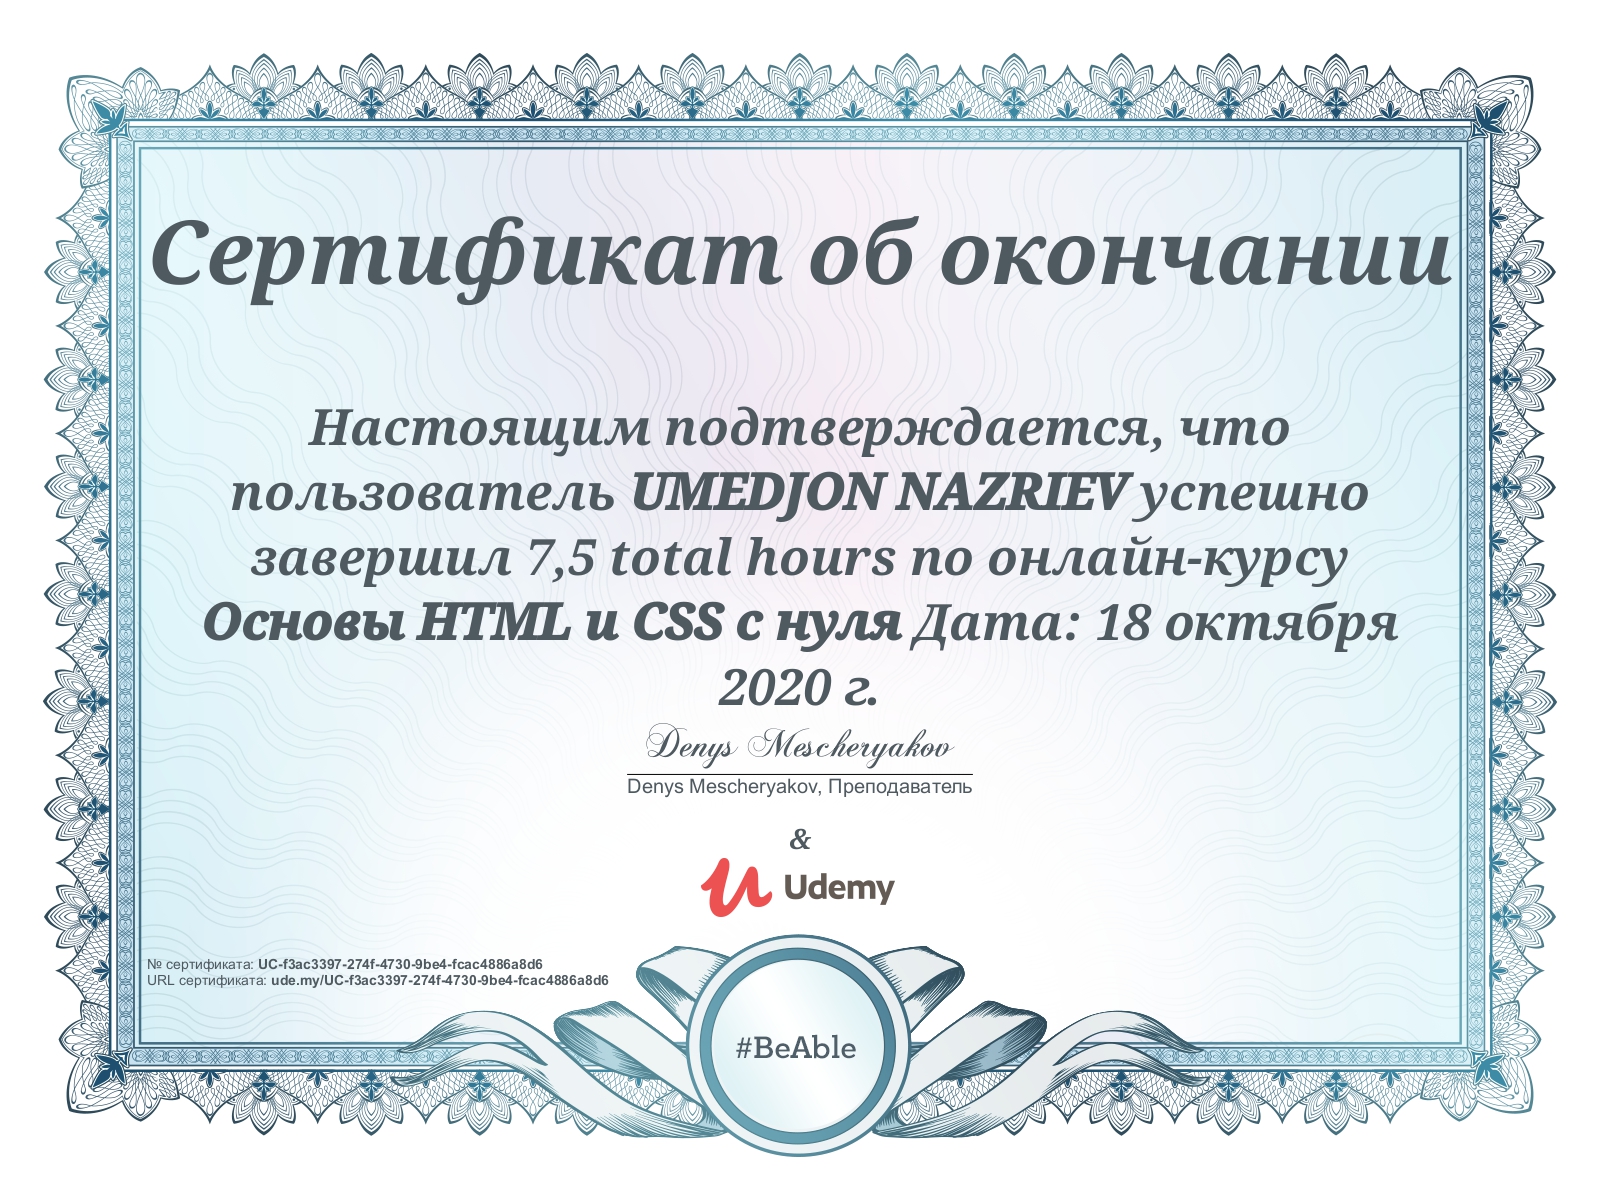 Сертификат об окончании
Настоящим подтверждается, что
пользователь UMEDJON NAZRIEV успешно
завершил 7,5 total hours по онлайн-курсу
Основы HTML и CSS с нуля Дата: 18 октября
2020 г.
Denys Mescheryakov
Denys Mescheryakov, Преподаватель
&
Udemy
№ сертификата: UC-f3ac3397-274f-4730-9be4-fcac4886a8d6
URL сертификата: ude.my/UC-f3ac3397-274f-4730-9be4-fcac4886a8d6
#BeAble